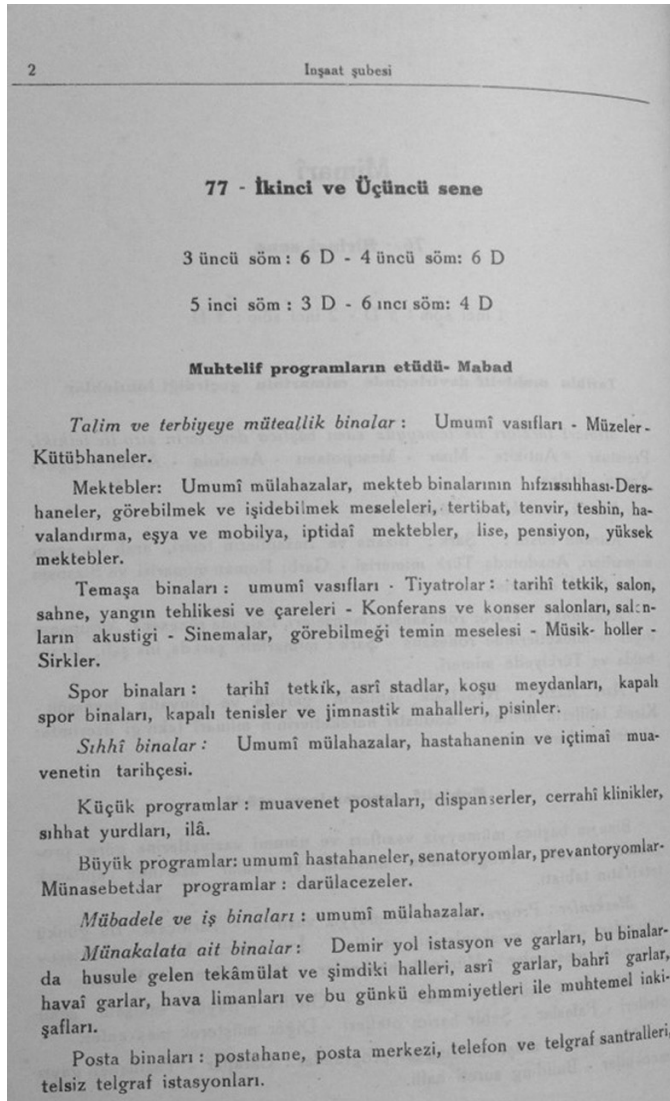 2
İnşaat şubesi
77 - İkinci ve Üçüncü sene
3 üncü söm : 6 D - 4 üncü söm: 6 D
5 inci söm : 3 D - 6 ıncı söm: 4 D
Muhtelif programların etüdü- Mabad
Talim ve terbiyeye müteallik binalar : Umumî vasıfları - Müzeler -
Kütübhaneler.
Mektebler: Umumî mülahazalar, mekteb binalarının hıfzıssıhhası-Ders-
haneler, görebilmek ve işidebilmek meseleleri, tertibat, tenvir, teshin, ha-
valandırma, eşya ve mobilya, iptidaî mektebler, lise, pensiyon, yüksek
mektebler.
Temaşa binaları : umumî vasıfları - Tiyatrolar : tarihî tetkik, salon,
sahne, yangın tehlikesi ve çareleri - Konferans ve konser salonları, salon-
ların akustigi - Sinemalar, görebilmeği temin meselesi - Müsik- holler -
Sirkler.
Spor binaları : tarihî tetkik, asrî stadlar, koşu meydanları, kapalı
spor binaları, kapalı tenisler ve jimnastik mahalleri, pisinler.
Sıhhî binalar : Umumî mülahazalar, hastahanenin ve içtimaî mua-
venetin tarihçesi.
Küçük programlar : muavenet postaları, dispanserler, cerrahî klinikler,
sıhhat yurdları, ilâ.
Büyük programlar: umumî hastahaneler, senatoryomlar, prevantoryomlar-
Münasebetdar programlar : darülacezeler.
Mübadele ve iş binaları : umumî mülahazalar.
Münakalata ait binalar : Demir yol istasyon ve garları, bu binalar-
da husule gelen tekâmülat ve şimdiki halleri, asrî garlar, bahrî garlar,
havaî garlar, hava limanları ve bu günkü ehmmiyetleri ile muhtemel inki-
şafları.
Posta binaları : postahane, posta merkezi, telefon ve telgraf santralleri,
telsiz telgraf istasyonları.